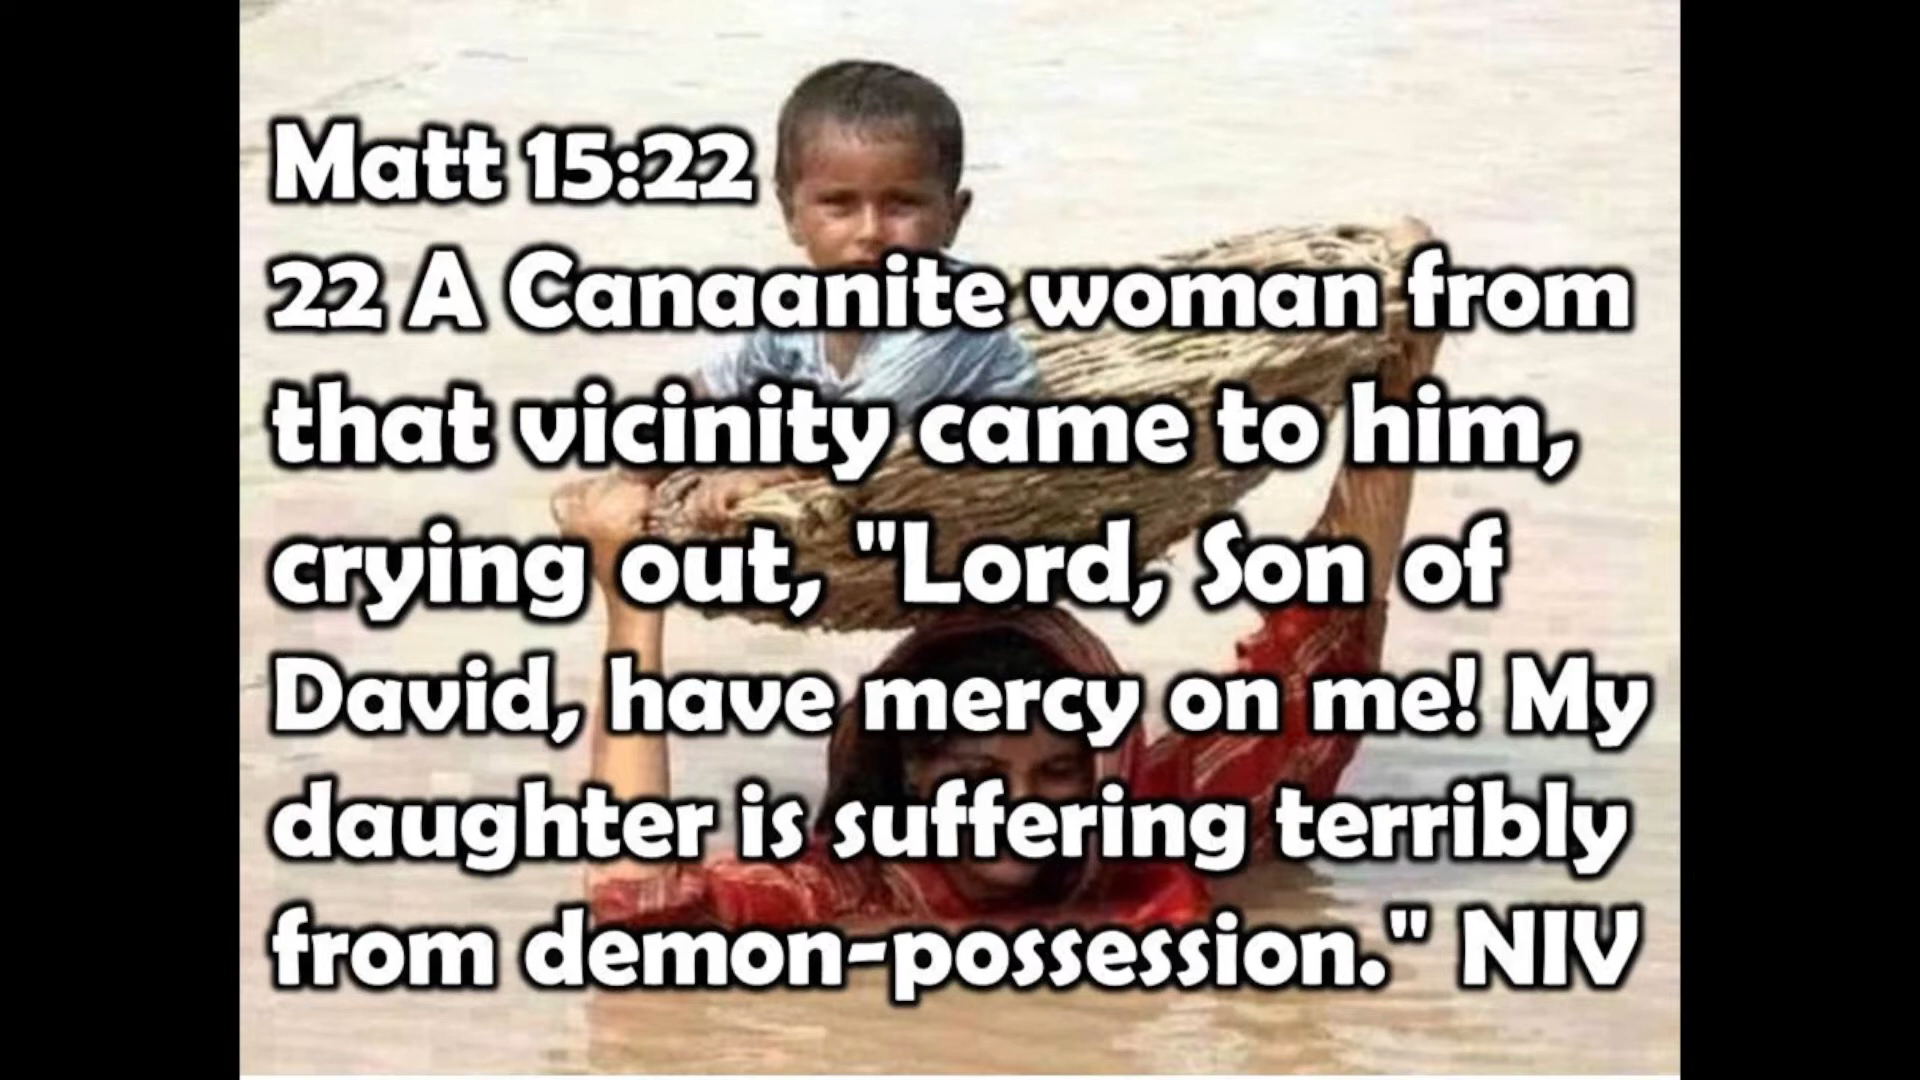 Matt 15:22
22 A Canaanite woman from
that vicinity came to him,
crying out, "Lord, Son of
David, have mercy on me! My
daughter is suffering terribly
from demon-possession." NIV